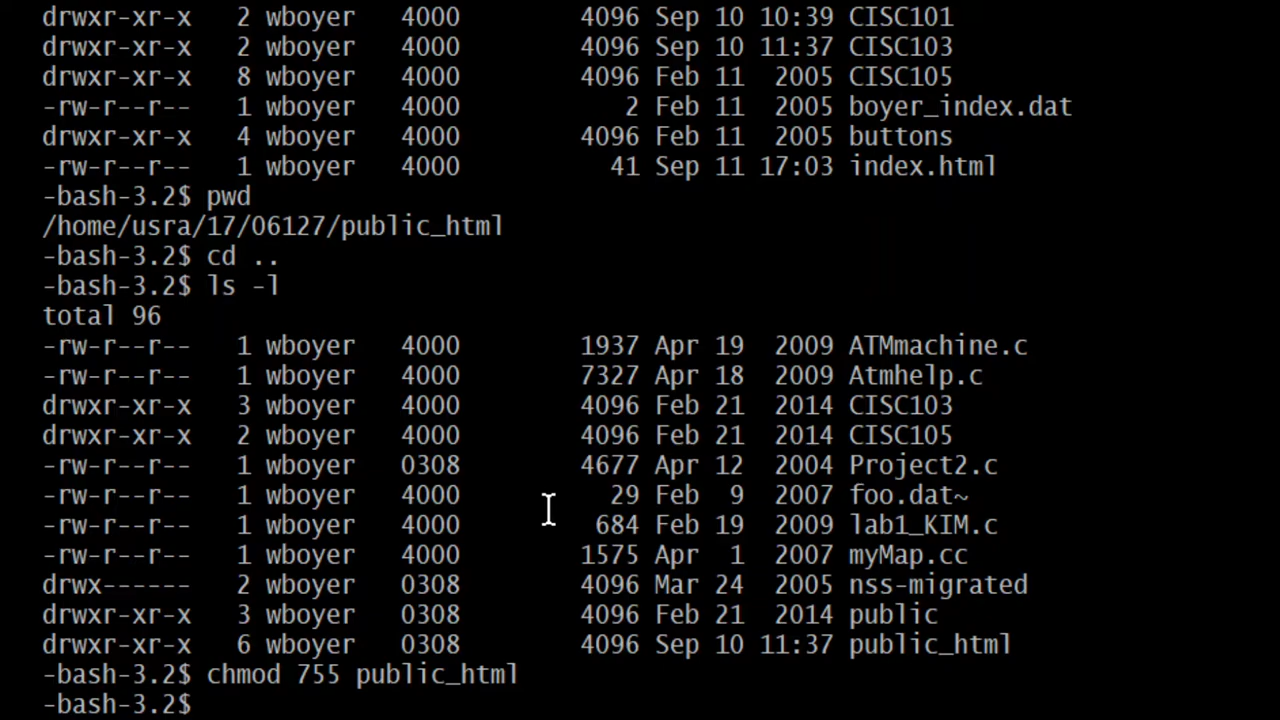 drwxr-xr-x   2 wboyer   4000        4096 Sep 10 10:39 CISC101
drwxr-xr-x   2 wboyer   4000        4096 Sep 10 11:37 CISC103
drwxr-xr-x   8 wboyer   4000        4096 Feb 11  2005 CISC105
-rw-r--r--   1 wboyer   4000           2 Feb 11  2005 boyer_index.dat
drwxr-xr-x   4 wboyer   4000        4096 Feb 11  2005 buttons
-rw-r--r--   1 wboyer   4000          41 Sep 11 17:03 index.html
-bash-3.2$ pwd
/home/usra/17/06127/public_html
-bash-3.2$ cd ..
-bash-3.2$ ls -l
total 96
-rw-r--r--   1 wboyer   4000        1937 Apr 19  2009 ATMmachine.c
-rw-r--r--   1 wboyer   4000        7327 Apr 18  2009 Atmhelp.c
drwxr-xr-x   3 wboyer   4000        4096 Feb 21  2014 CISC103
drwxr-xr-x   2 wboyer   4000        4096 Feb 21  2014 CISC105
-rw-r--r--   1 wboyer   0308        4677 Apr 12  2004 Project2.c
-rw-r--r--   1 wboyer   4000          29 Feb  9  2007 foo.dat~
-rw-r--r--   1 wboyer   4000         684 Feb 19  2009 lab1_KIM.c
-rw-r--r--   1 wboyer   4000        1575 Apr  1  2007 myMap.cc
drwx------   2 wboyer   0308        4096 Mar 24  2005 nss-migrated
drwxr-xr-x   3 wboyer   0308        4096 Feb 21  2014 public
drwxr-xr-x   6 wboyer   0308        4096 Sep 10 11:37 public_html
-bash-3.2$ chmod 755 public_html
-bash-3.2$